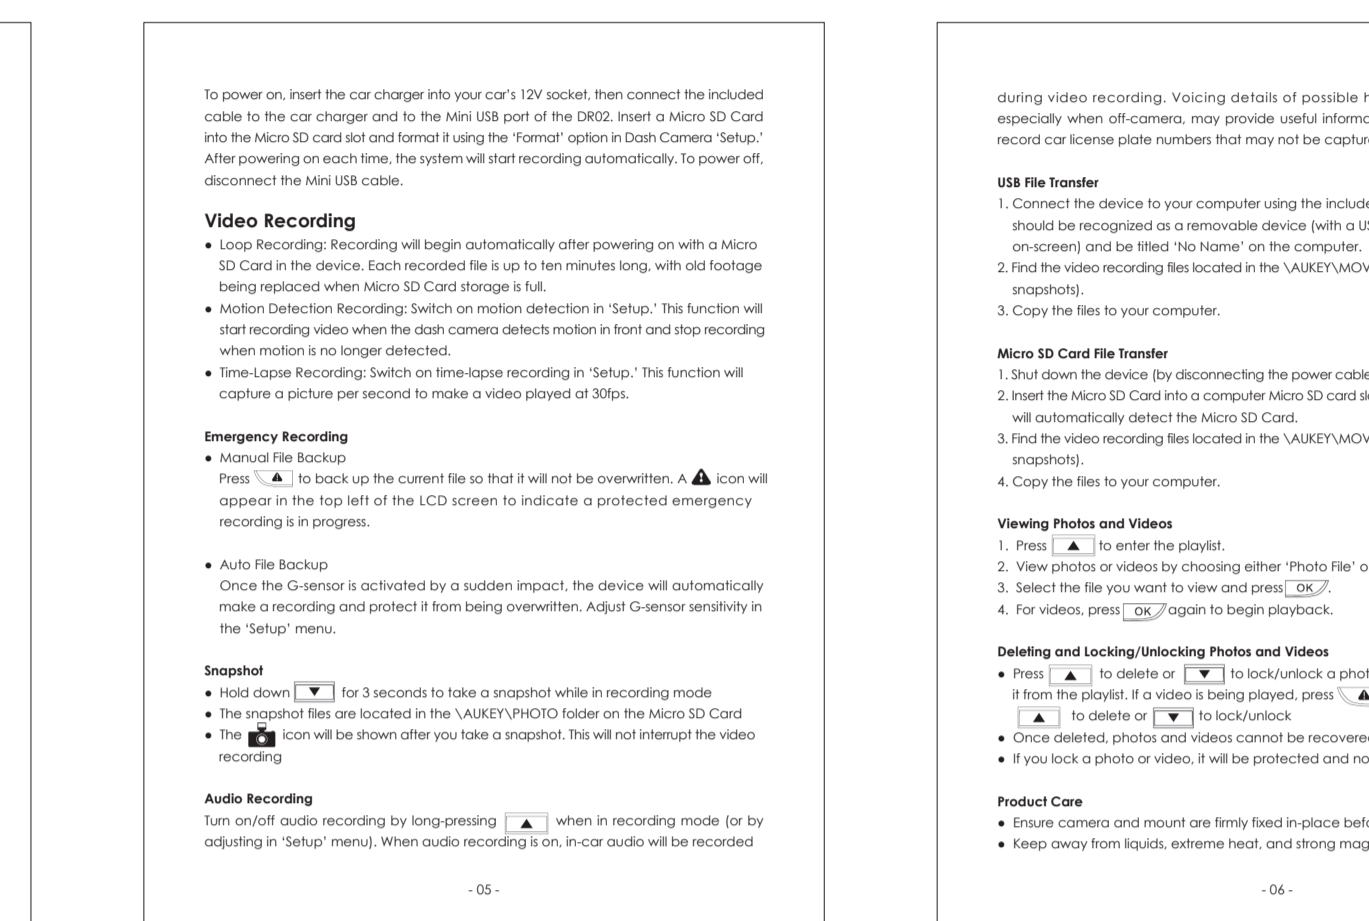 To power on, insert the car charger into your car's 12V socket, then connect the included
cable to the car charger and to the Mini USB port of the DR02. Insert a Micro SD Card
into the Micro SD card slot and format it using the 'Format' option in Dash Camera 'Setup.'
After powering on each time, the system will start recording automatically. To power off,
disconnect the Mini USB cable.
Video Recording
● Loop Recording: Recording will begin automatically after powering on with a Micro
SD Card in the device. Each recorded file is up to ten minutes long, with old footage
being replaced when Micro SD Card storage is full.
● Motion Detection Recording: Switch on motion detection in 'Setup.' This function will
start recording video when the dash camera detects motion in front and stop recording
when motion is no longer detected.
● Time-Lapse Recording: Switch on time-lapse recording in 'Setup.' This function will
capture a picture per second to make a video played at 30fps.
Emergency Recording
● Manual File Backup
Press to back up the current file so that it will not be overwritten. A icon will
appear in the top left of the LCD screen to indicate a protected emergency
recording is in progress.
● Auto File Backup
Once the G-sensor is activated by a sudden impact, the device will automatically
make a recording and protect it from being overwritten. Adjust G-sensor sensitivity in
the 'Setup' menu.
Snapshot
● Hold down ▼ for 3 seconds to take a snapshot while in recording mode
● The snapshot files are located in the \AUKEY\PHOTO folder on the Micro SD Card
● The icon will be shown after you take a snapshot. This will not interrupt the video
recording
Audio Recording
Turn on/off audio recording by long-pressing ▲ when in recording mode (or by
adjusting in 'Setup' menu). When audio recording is on, in-car audio will be recorded
- 05 -
during video recording. Voicing details of possible
especially when off-camera, may provide useful
record car license plate numbers that may not be
USB File Transfer
1. Connect the device to your computer using the
should be recognized as a removable device (with a
on-screen) and be titled 'No Name' on the computer.
2. Find the video recording files located in the \AUKEY\MOV
snapshots).
3. Copy the files to your computer.
Micro SD Card File Transfer
1. Shut down the device (by disconnecting the power cable
2. Insert the Micro SD Card into a computer Micro SD card
will automatically detect the Micro SD Card.
3. Find the video recording files located in the \AUKEY\MOV
snapshots).
4. Copy the files to your computer.
Viewing Photos and Videos
1. Press ▲ to enter the playlist.
2. View photos or videos by choosing either 'Photo File'
3. Select the file you want to view and press OK.
4. For videos, press OK again to begin playback.
Deleting and Locking/Unlocking Photos and Videos
● Press ▲ to delete or ▼ to lock/unlock a
it from the playlist. If a video is being played, press
▲ to delete or ▼ to lock/unlock
● Once deleted, photos and videos cannot be
● If you lock a photo or video, it will be protected and
Product Care
● Ensure camera and mount are firmly fixed in-place
● Keep away from liquids, extreme heat, and strong
- 06 -